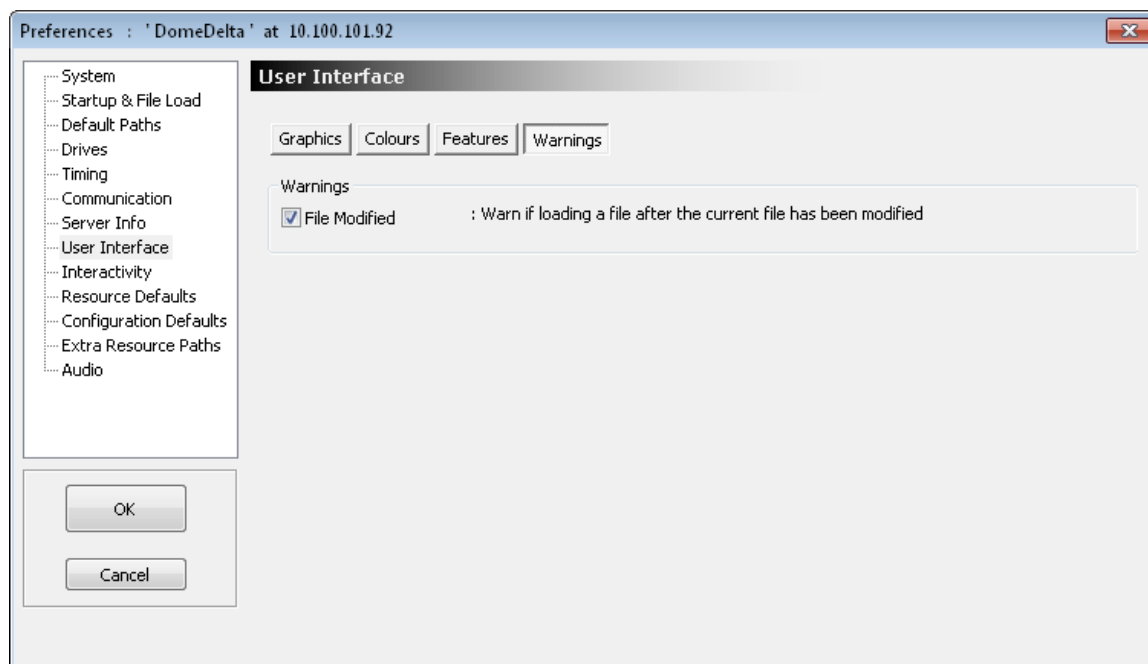 Preferences : 'DomeDelta' at 10.100.101.92
System
Startup & File Load
Default Paths
Drives
Timing
Communication
Server Info
User Interface
Interactivity
Resource Defaults
Configuration Defaults
Extra Resource Paths
Audio
OK
Cancel
User Interface
Graphics Colours Features Warnings
Warnings
File Modified : Warn if loading a file after the current file has been modified